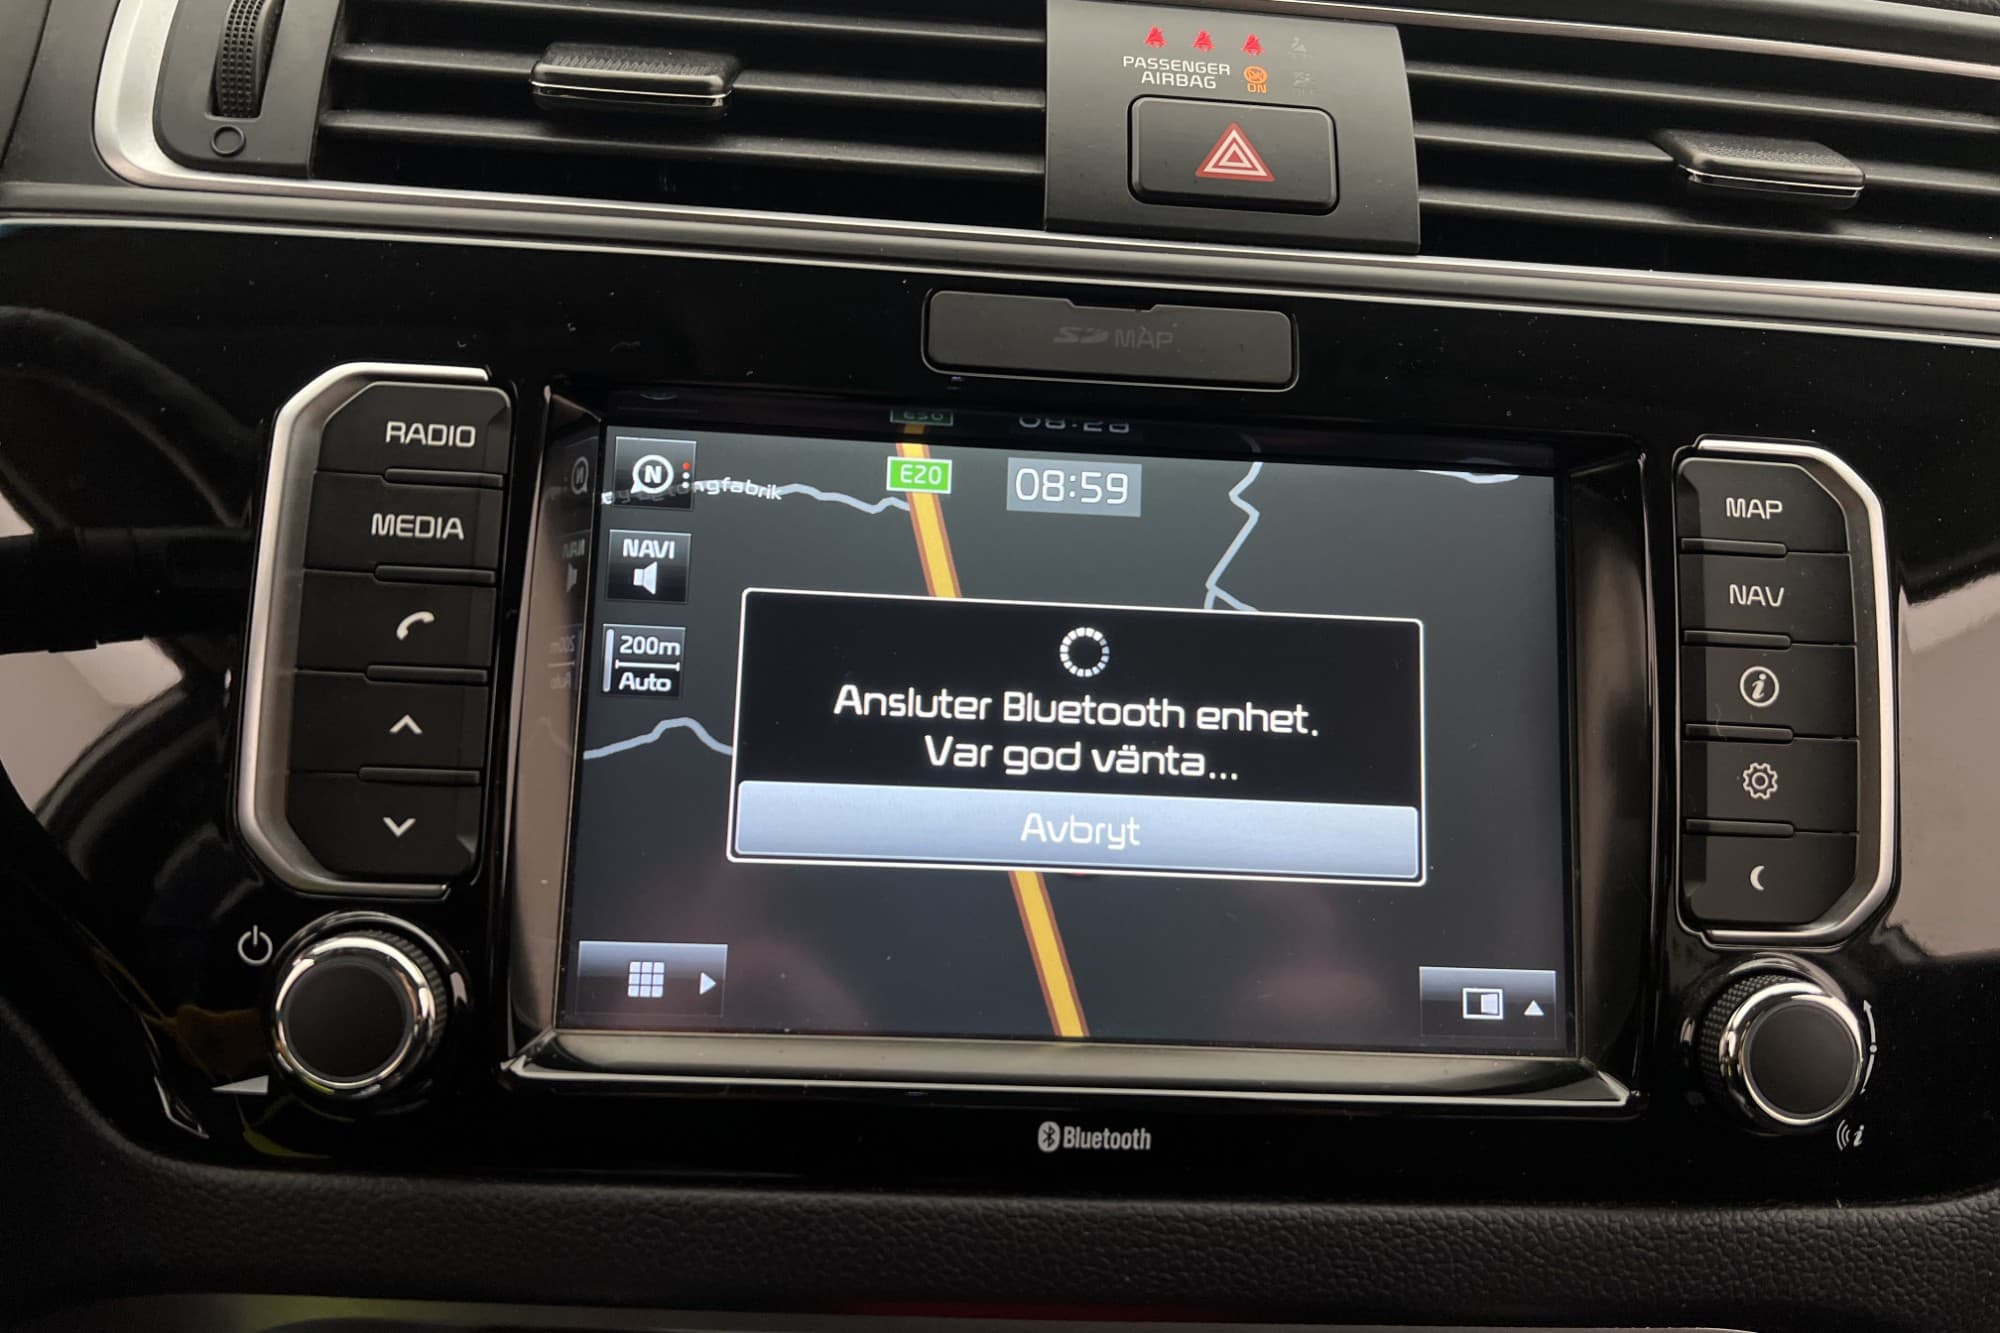 PASSENGER
AIRBAG
ON
SD MAP
RADIO
MEDIA
MAP
NAV
E20
08:59
N
NAVI
200m
Auto
Ansluter Bluetooth enhet.
Var god vänta...
Avbryt
Bluetooth